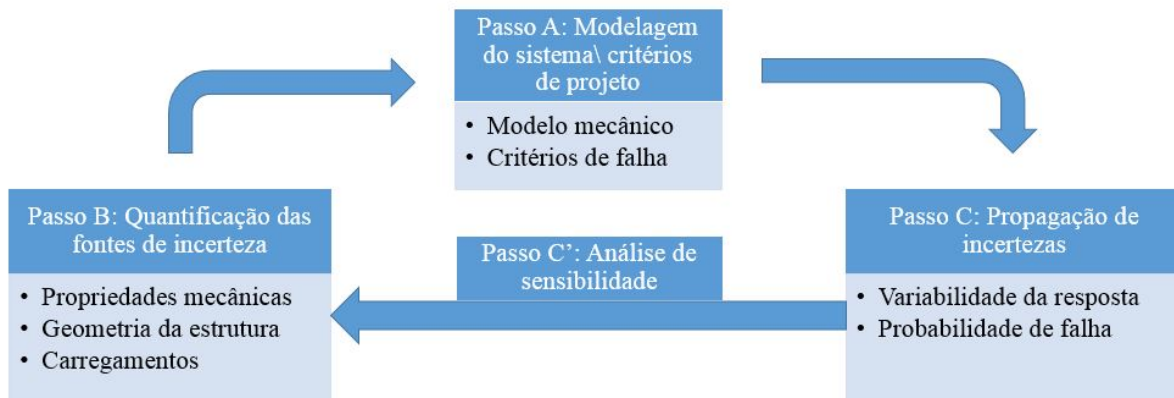 Passo A: Modelagem
do sistema\ critérios
de projeto
• Modelo mecânico
• Critérios de falha
Passo B: Quantificação das
fontes de incerteza
• Propriedades mecânicas
• Geometria da estrutura
• Carregamentos
Passo C’: Análise de
sensibilidade
Passo C: Propagação de
incertezas
• Variabilidade da resposta
• Probabilidade de falha